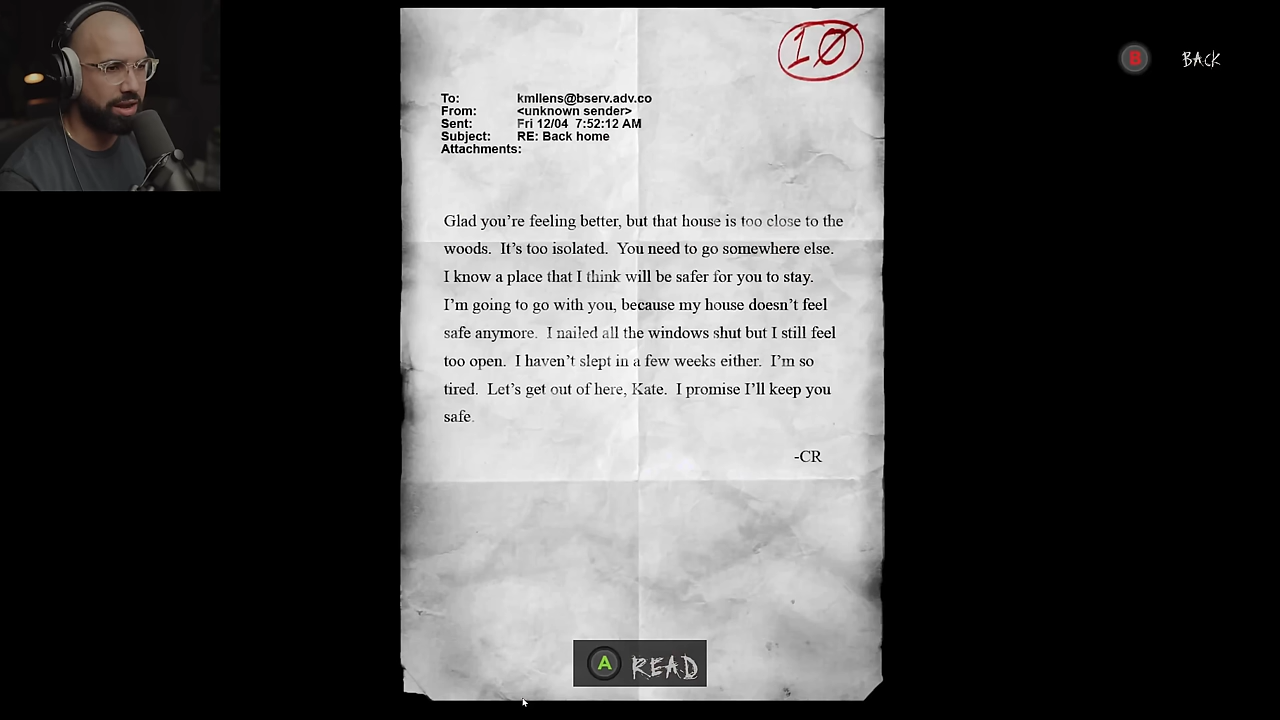 10
B BACK
To: kmllens@bserv.adv.co
From: <unknown sender>
Sent: Fri 12/04 7:52:12 AM
Subject: RE: Back home
Attachments:
Glad you’re feeling better, but that house is too close to the
woods. It’s too isolated. You need to go somewhere else.
I know a place that I think will be safer for you to stay.
I’m going to go with you, because my house doesn’t feel
safe anymore. I nailed all the windows shut but I still feel
too open. I haven’t slept in a few weeks either. I’m so
tired. Let’s get out of here, Kate. I promise I’ll keep you
safe.
-CR
A READ